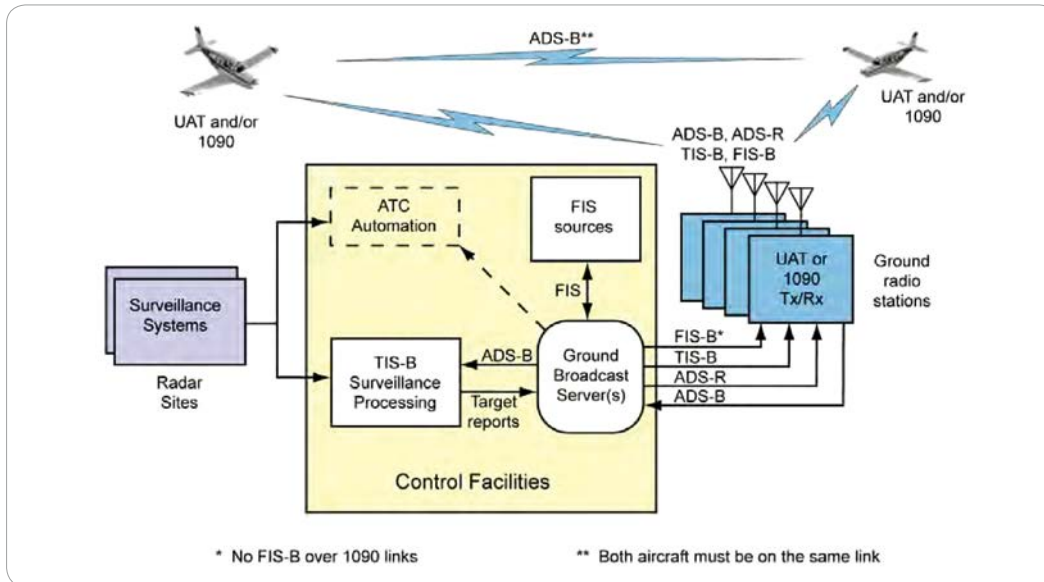 ADS-B**
UAT and/or
1090
UAT and/or
1090
ADS-B, ADS-R
TIS-B, FIS-B
ATC
Automation
FIS
sources
UAT or
1090
Tx/Rx
Ground
radio
stations
Surveillance
Systems
Radar
Sites
FIS
TIS-B
Surveillance
Processing
ADS-B
Target
reports
Ground
Broadcast
Server(s)
FIS-B*
TIS-B
ADS-R
ADS-B
Control Facilities
* No FIS-B over 1090 links
** Both aircraft must be on the same link